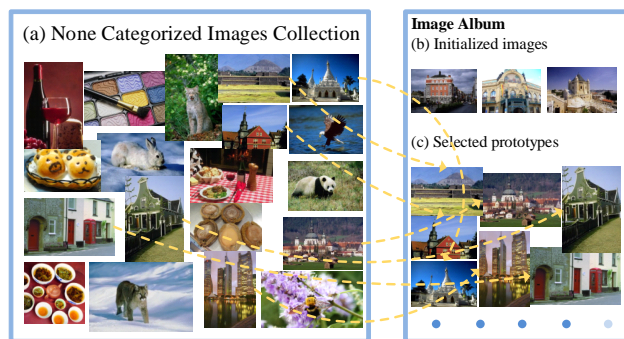 (a) None Categorized Images Collection
Image Album
(b) Initialized images
(c) Selected prototypes